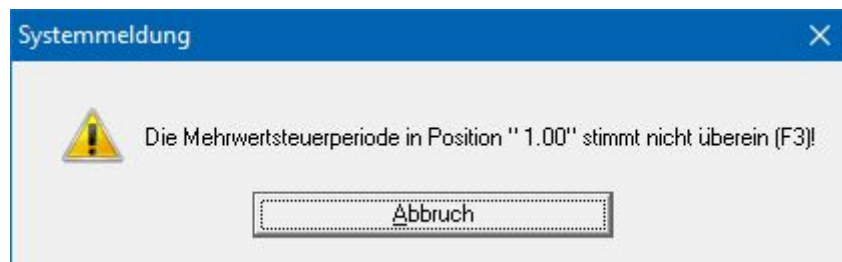 Systemmeldung
Die Mehrwertsteuerperiode in Position " 1.00" stimmt nicht überein (F3)!
Abbruch